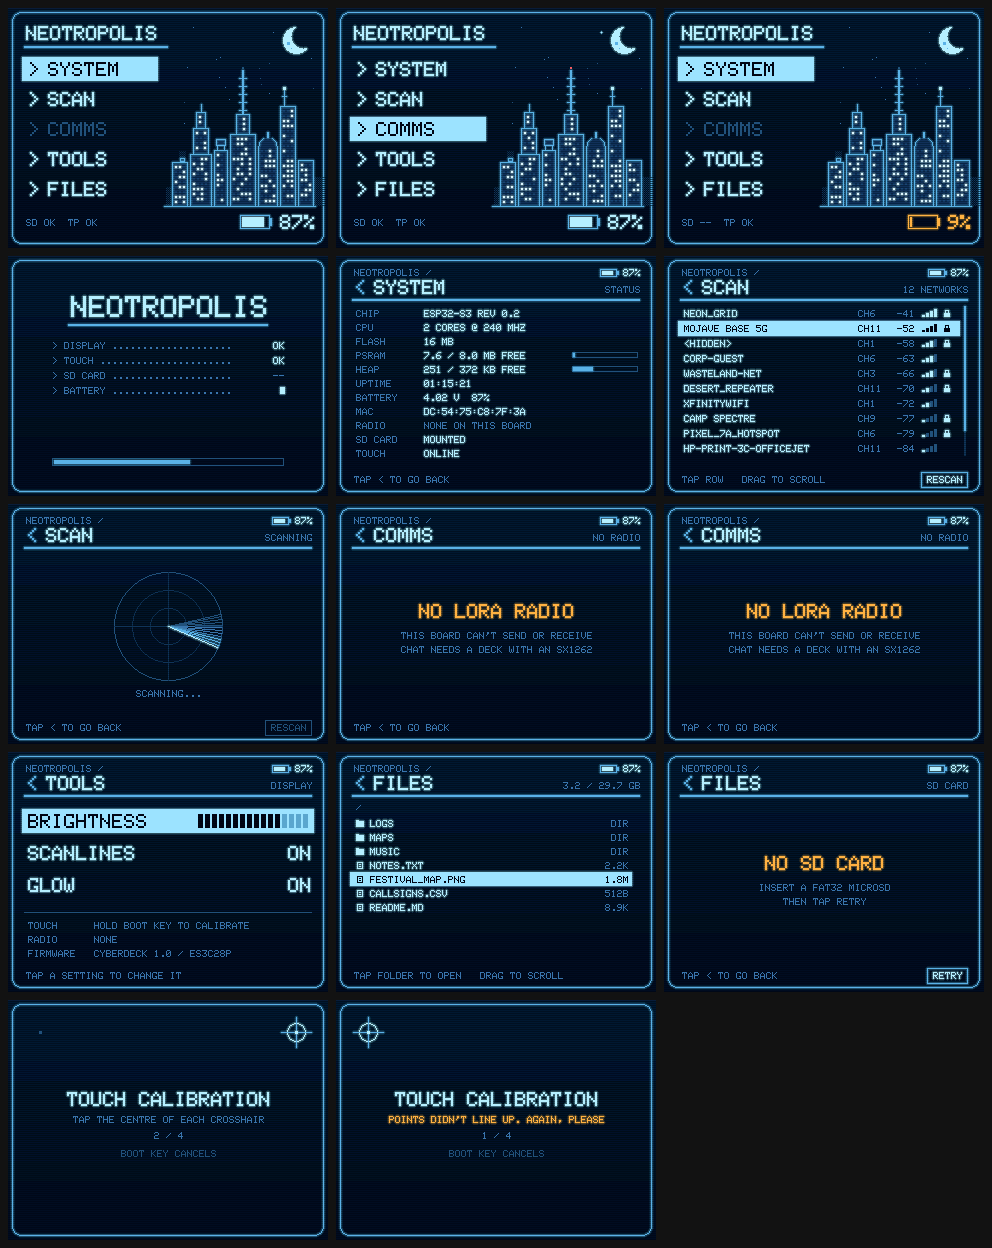 NEOTROPOLIS
> SYSTEM
> SCAN
COMMS
> TOOLS
> FILES
SD OK TP OK
87%
NEOTROPOLIS
> SYSTEM
> SCAN
> COMMS
> TOOLS
> FILES
SD OK TP OK
87%
NEOTROPOLIS
> SYSTEM
> SCAN
COMMS
> TOOLS
> FILES
SD -- TP OK
9%
NEOTROPOLIS
> DISPLAY .................... OK
> TOUCH ...................... OK
> SD CARD .................... --
> BATTERY ....................
NEOTROPOLIS /
87%
< SYSTEM
STATUS
CHIP ESP32-S3 REV 0.2
CPU 2 CORES @ 240 MHZ
FLASH 16 MB
PSRAM 7.6 / 8.0 MB FREE
HEAP 251 / 372 KB FREE
UPTIME 01:15:21
BATTERY 4.02 V 87%
MAC DC:54:75:C8:7F:3A
RADIO NONE ON THIS BOARD
SD CARD MOUNTED
TOUCH ONLINE
TAP < TO GO BACK
NEOTROPOLIS /
87%
< SCAN
12 NETWORKS
NEON_GRID CH6 -41
MOJAVE BASE 5G CH11 -52
<HIDDEN> CH1 -58
CORP-GUEST CH6 -63
WASTELAND-NET CH3 -66
DESERT_REPEATER CH11 -70
XFINITYWIFI CH1 -72
CAMP SPECTRE CH9 -77
PIXEL_7A_HOTSPOT CH6 -79
HP-PRINT-3C-OFFICEJET CH11 -84
TAP ROW DRAG TO SCROLL
RESCAN
NEOTROPOLIS /
87%
< SCAN
SCANNING
SCANNING...
TAP < TO GO BACK
RESCAN
NEOTROPOLIS /
87%
< COMMS
NO RADIO
NO LORA RADIO
THIS BOARD CAN'T SEND OR RECEIVE
CHAT NEEDS A DECK WITH AN SX1262
TAP < TO GO BACK
NEOTROPOLIS /
87%
< COMMS
NO RADIO
NO LORA RADIO
THIS BOARD CAN'T SEND OR RECEIVE
CHAT NEEDS A DECK WITH AN SX1262
TAP < TO GO BACK
NEOTROPOLIS /
87%
< TOOLS
DISPLAY
BRIGHTNESS
SCANLINES ON
GLOW ON
TOUCH HOLD BOOT KEY TO CALIBRATE
RADIO NONE
FIRMWARE CYBERDECK 1.0 / ES3C28P
TAP A SETTING TO CHANGE IT
NEOTROPOLIS /
87%
< FILES
3.2 / 29.7 GB
/
LOGS DIR
MAPS DIR
MUSIC DIR
NOTES.TXT 2.2K
FESTIVAL_MAP.PNG 1.8M
CALLSIGNS.CSV 512B
README.MD 8.9K
TAP FOLDER TO OPEN DRAG TO SCROLL
NEOTROPOLIS /
87%
< FILES
SD CARD
NO SD CARD
INSERT A FAT32 MICROSD
THEN TAP RETRY
TAP < TO GO BACK
RETRY
TOUCH CALIBRATION
TAP THE CENTRE OF EACH CROSSHAIR
2 / 4
BOOT KEY CANCELS
TOUCH CALIBRATION
POINTS DIDN'T LINE UP. AGAIN, PLEASE
1 / 4
BOOT KEY CANCELS